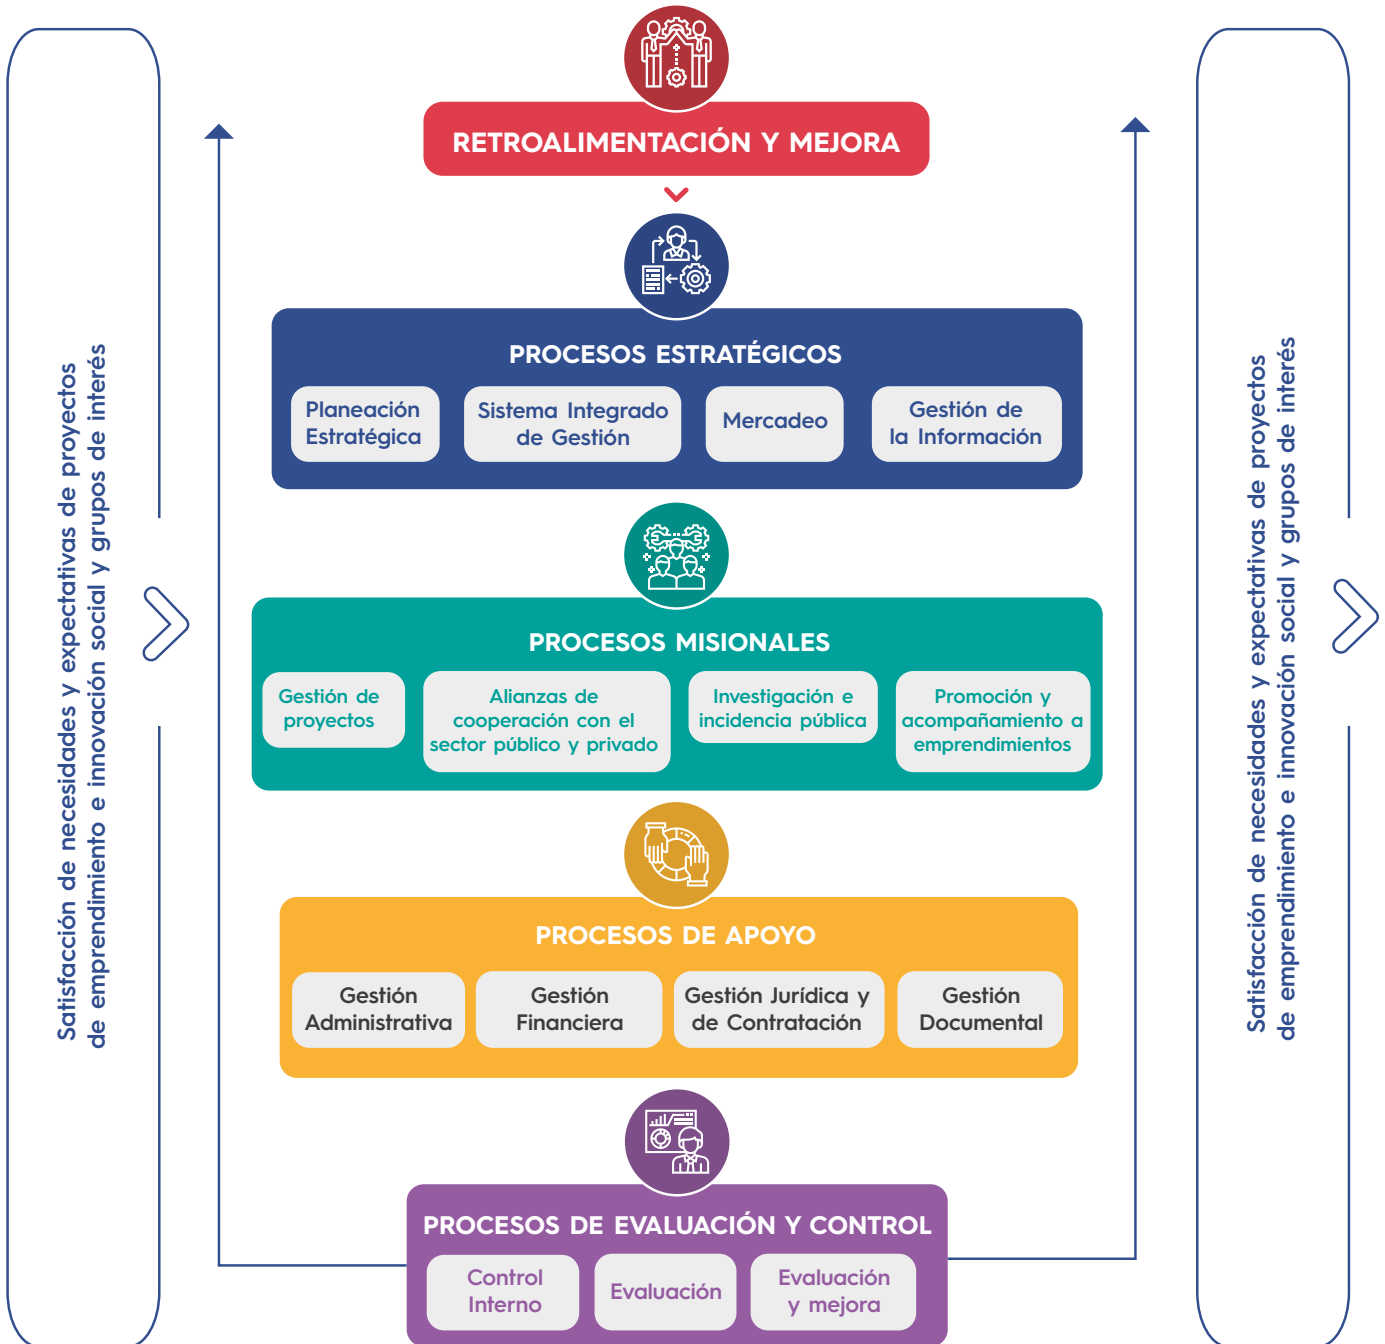 Satisfacción de necesidades y expectativas de proyectos
de emprendimiento e innovación social y grupos de interés
RETROALIMENTACIÓN Y MEJORA
PROCESOS ESTRATÉGICOS
Planeación
Estratégica
Sistema Integrado
de Gestión
Mercadeo
Gestión de
la Información
PROCESOS MISIONALES
Gestión de
proyectos
Alianzas de
cooperación con el
sector público y privado
Investigación e
incidencia pública
Promoción y
acompañamiento a
emprendimientos
PROCESOS DE APOYO
Gestión
Administrativa
Gestión
Financiera
Gestión Jurídica y
de Contratación
Gestión
Documental
PROCESOS DE EVALUACIÓN Y CONTROL
Control
Interno
Evaluación
Evaluación
y mejora
Satisfacción de necesidades y expectativas de proyectos
de emprendimiento e innovación social y grupos de interés